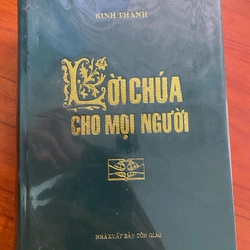 KINH THÁNH
LỜI CHÚA
CHO MỌI NGƯỜI
NHÀ XUẤT BẢN TÔN GIÁO